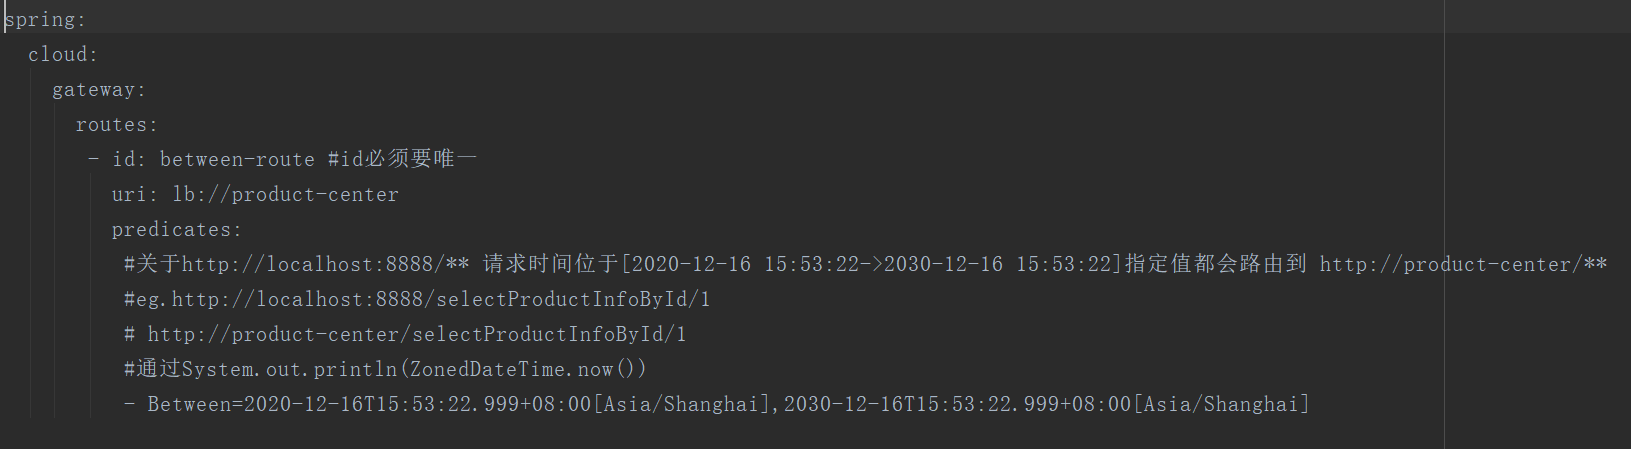 spring:
  cloud:
    gateway:
      routes:
       - id: between-route #id必须要唯一
         uri: lb://product-center
         predicates:
          #关于http://localhost:8888/** 请求时间位于[2020-12-16 15:53:22->2030-12-16 15:53:22]指定值都会路由到 http://product-center/**
          #eg.http://localhost:8888/selectProductInfoById/1
          # http://product-center/selectProductInfoById/1
          #通过System.out.println(ZonedDateTime.now())
          - Between=2020-12-16T15:53:22.999+08:00[Asia/Shanghai],2030-12-16T15:53:22.999+08:00[Asia/Shanghai]